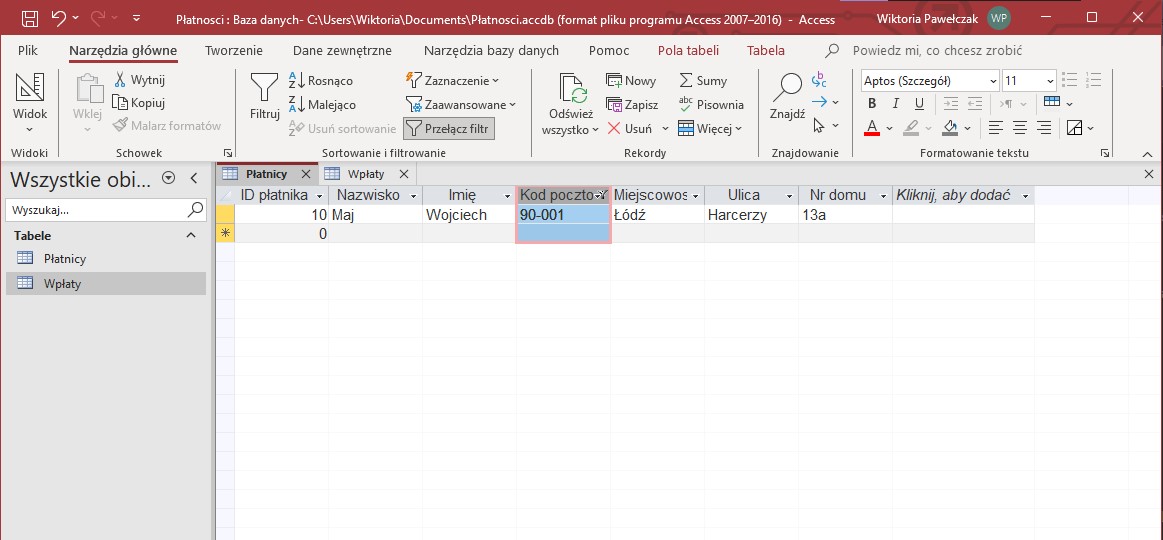 Płatnosci : Baza danych- C:\Users\Wiktoria\Documents\Płatnosci.accdb (format pliku programu Access 2007–2016) - Access Wiktoria Pawełczak WP
Plik Narzędzia główne Tworzenie Dane zewnętrzne Narzędzia bazy danych Pomoc Pola tabeli Tabela Powiedz mi, co chcesz zrobić
Widok
Widoki
Wklej
Wytnij
Kopiuj
Malarz formatów
Schowek
Filtruj
Rosnąco
Malejąco
Usuń sortowanie
Zaznaczenie
Zaawansowane
Przełącz filtr
Sortowanie i filtrowanie
Odśwież
wszystko
Nowy
Zapisz
Usuń
Sumy
Pisownia
Więcej
Rekordy
Znajdź
Znajdowanie
Aptos (Szczegół) 11
B I U
Formatowanie tekstu
Wszystkie obi...
Wyszukaj...
Tabele
Płatnicy
Wpłaty
Płatnicy Wpłaty
ID płatnika Nazwisko Imię Kod poczto Miejscowos Ulica Nr domu Kliknij, aby dodać
10 Maj Wojciech 90-001 Łódź Harcerzy 13a
0